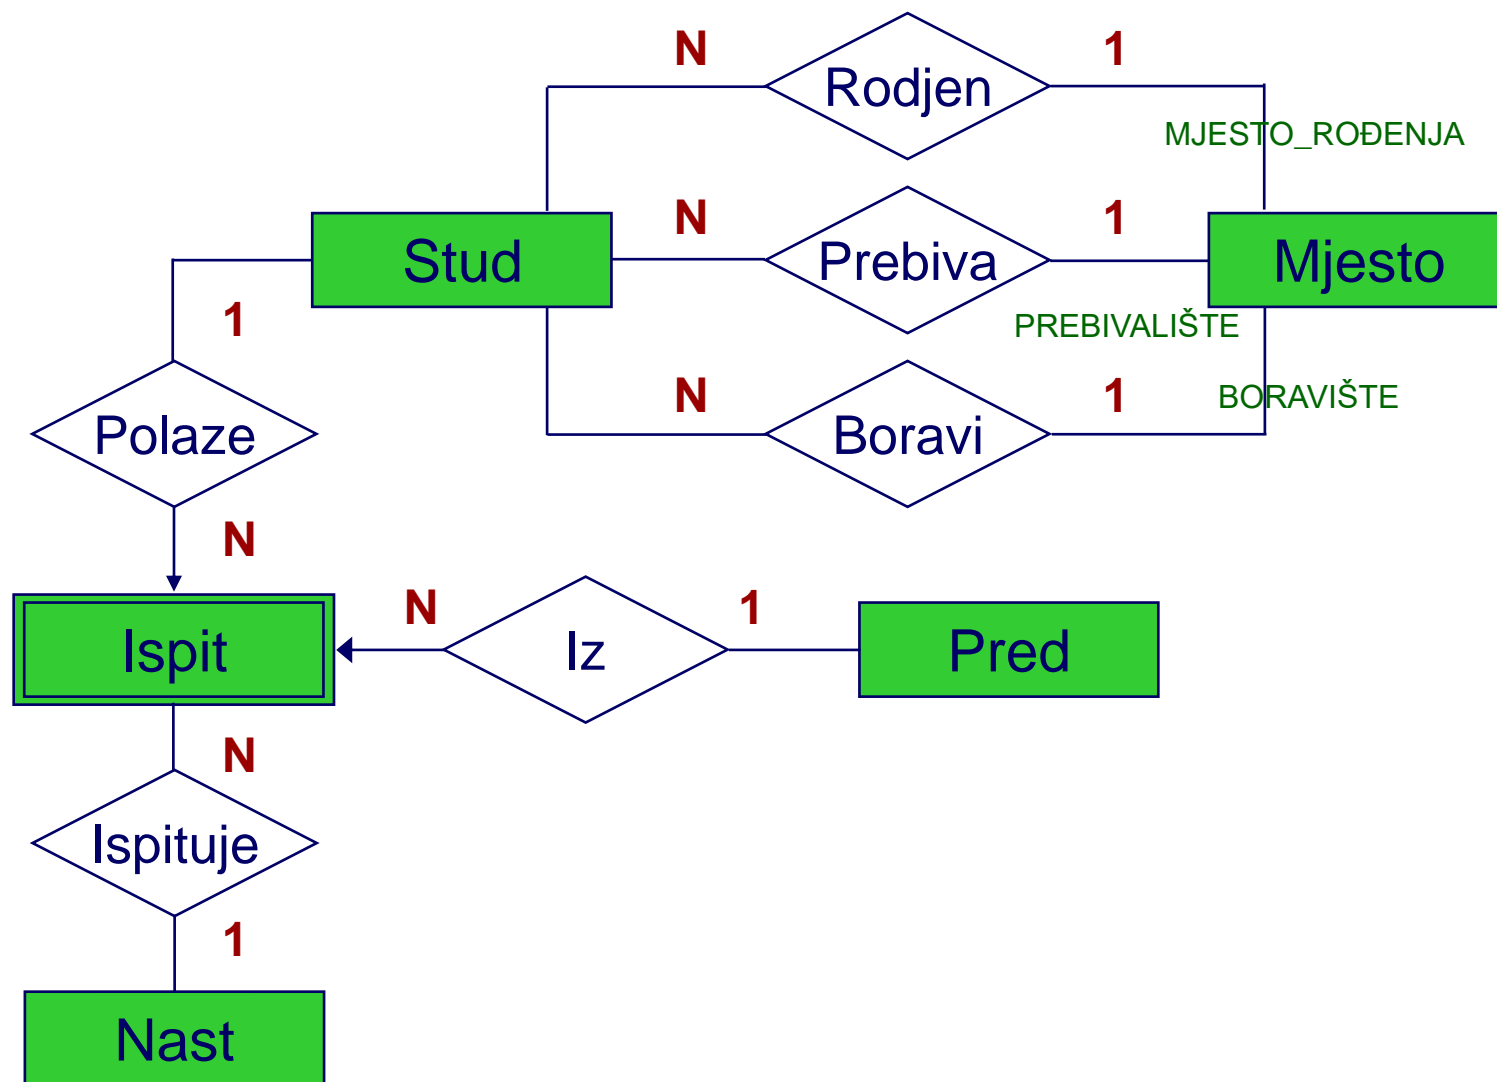 N
Rodjen
1
MJESTO_ROĐENJA
Stud
N
Prebiva
1
Mjesto
PREBIVALIŠTE
1
Polaze
N
Boravi
1
BORAVIŠTE
N
Ispit
N
Iz
1
Pred
N
Ispituje
1
Nast